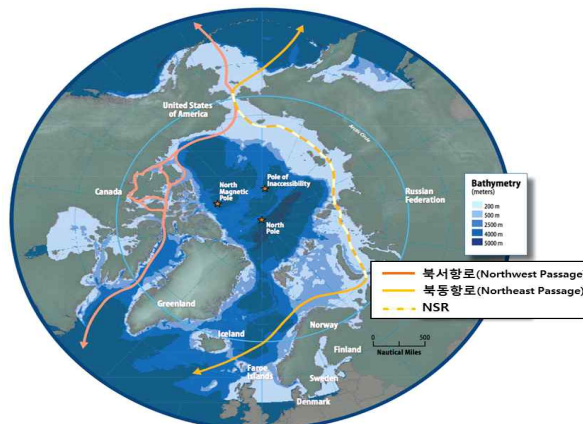 United States
of America
Arctic Circle
Canada
North
Magnetic
Pole
Pole of
Inaccessibility
North
Pole
Russian
Federation
Bathymetry
(meters)
200 m
500 m
2500 m
4000 m
5000 m
북서항로(Northwest Passage)
북동항로(Northeast Passage)
NSR
Greenland
Iceland
Norway
Finland
0
500
Nautical Miles
Faroe
Islands
Sweden
Denmark